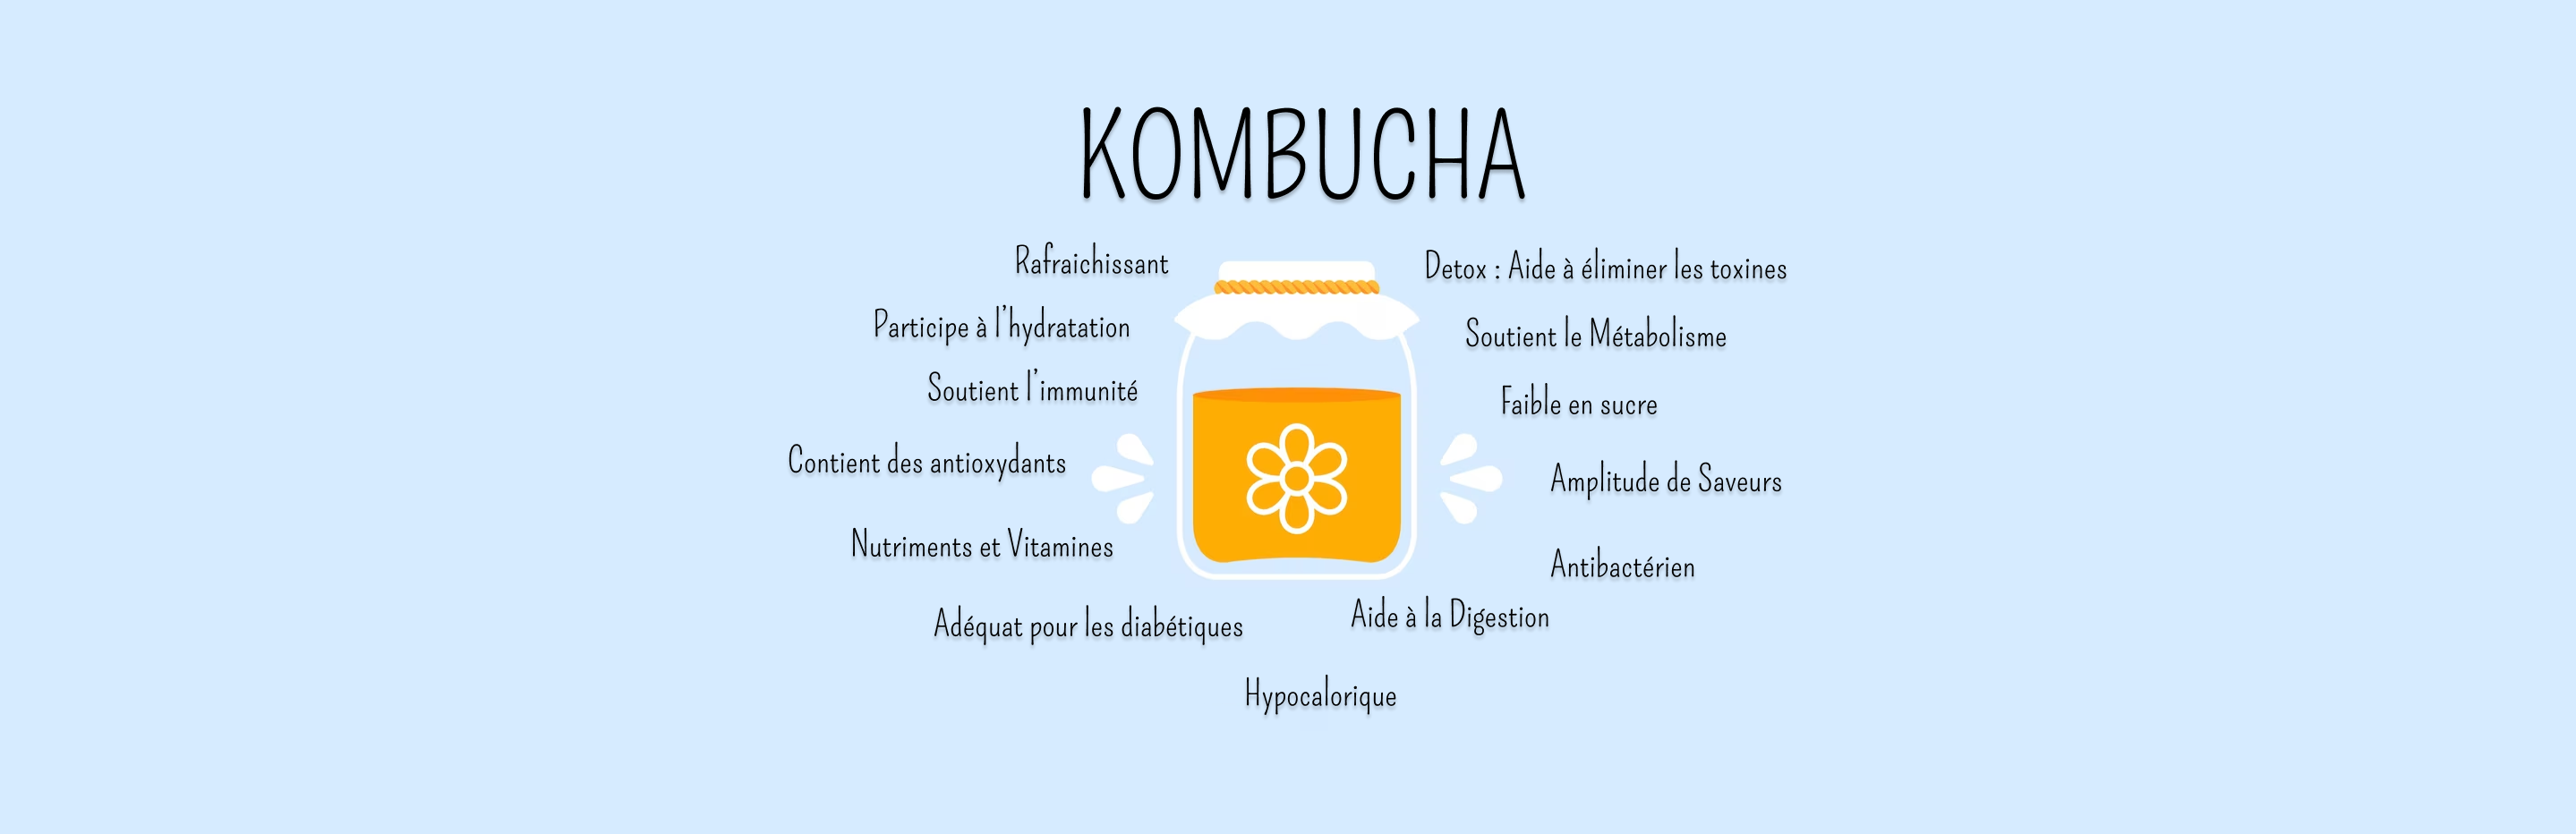 KOMBUCHA
Rafraichissant
Participe à l'hydratation
Soutient l'immunité
Contient des antioxydants
Nutriments et Vitamines
Adéquat pour les diabétiques
Hypocalorique
Detox : Aide à éliminer les toxines
Soutient le Métabolisme
Faible en sucre
Amplitude de Saveurs
Antibactérien
Aide à la Digestion